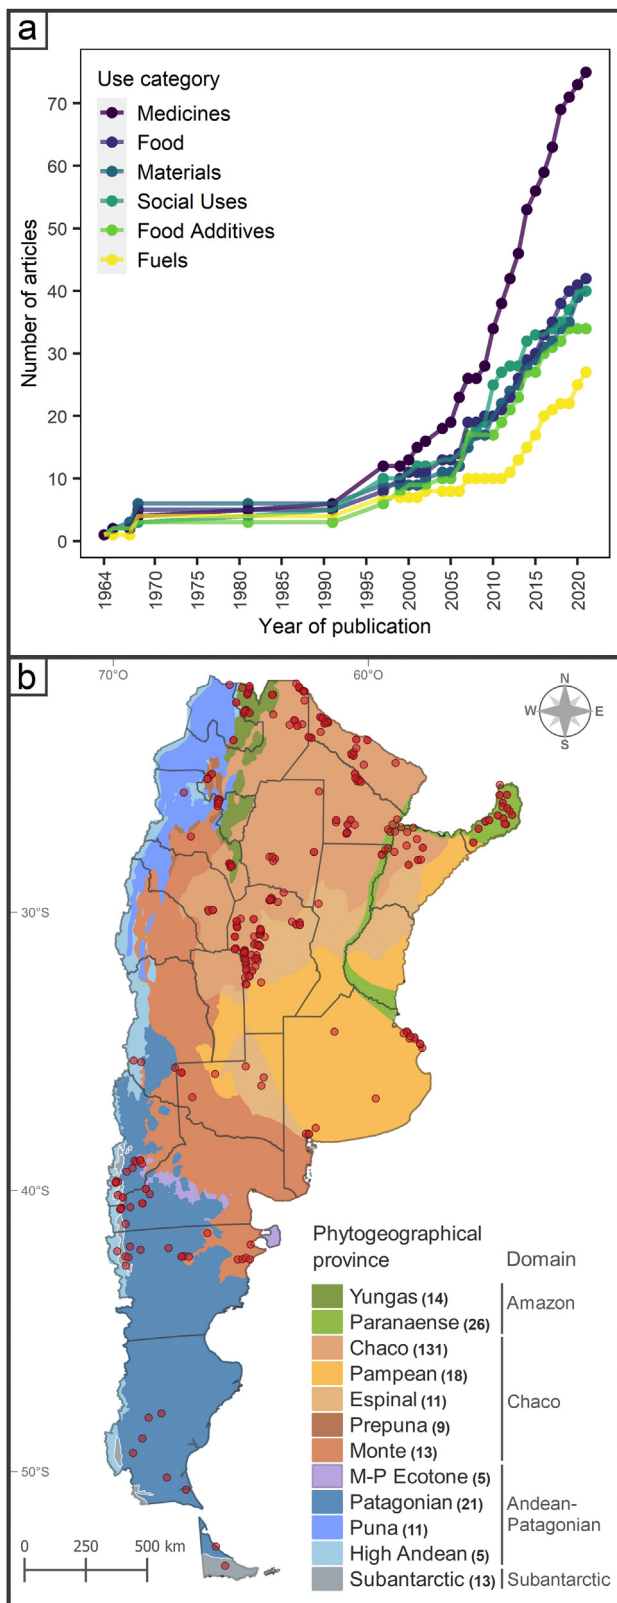 a
Use category
Medicines
Food
Materials
Social Uses
Food Additives
Fuels
Number of articles
70
60
50
40
30
20
10
0
1964
1970
1975
1980
1985
1990
1995
2000
2005
2010
2015
2020
Year of publication
b
70°O
60°O
N
W
E
S
30°S
40°S
50°S
Phytogeographical
province
Domain
Yungas (14)
Paranaense (26)
Amazon
Chaco (131)
Pampean (18)
Espinal (11)
Prepuna (9)
Monte (13)
Chaco
M-P Ecotone (5)
Patagonian (21)
Puna (11)
High Andean (5)
Andean-
Patagonian
Subantarctic (13)
Subantarctic
0 250 500 km